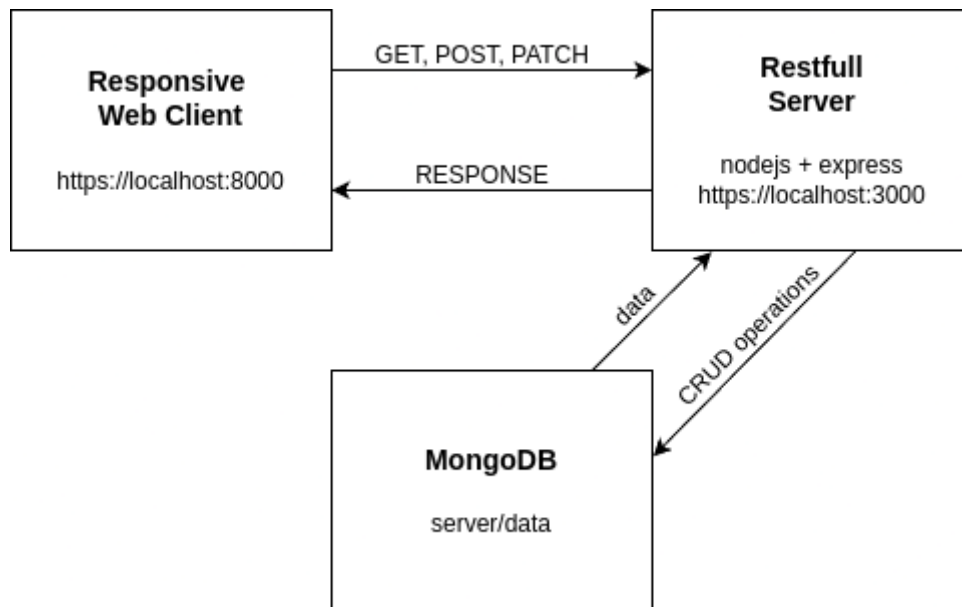 Responsive
Web Client
https://localhost:8000
GET, POST, PATCH
RESPONSE
Restfull
Server
nodejs + express
https://localhost:3000
data
CRUD operations
MongoDB
server/data